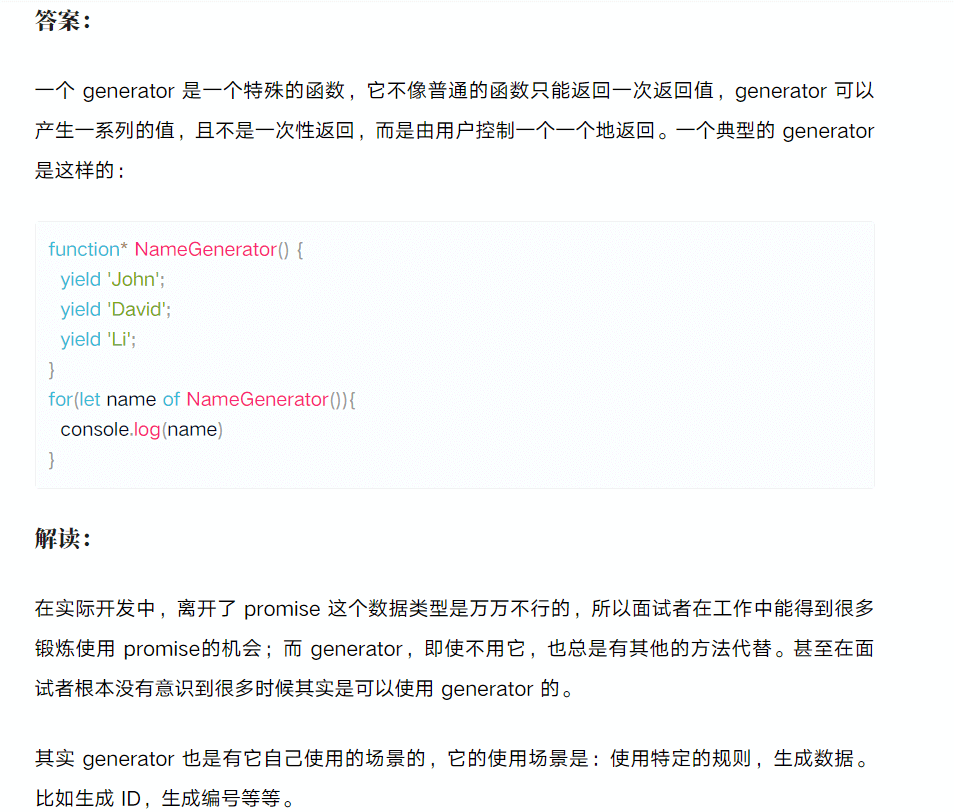 答案：
一个 generator 是一个特殊的函数，它不像普通的函数只能返回一次返回值，generator 可以
产生一系列的值，且不是一次性返回，而是由用户控制一个一个地返回。一个典型的 generator
是这样的：
function* NameGenerator() {
  yield 'John';
  yield 'David';
  yield 'Li';
}
for(let name of NameGenerator()){
  console.log(name)
}
解读：
在实际开发中，离开了 promise 这个数据类型是万万不行的，所以面试者在工作中能得到很多
锻炼使用 promise的机会；而 generator，即使不用它，也总是有其他的方法代替。甚至在面
试者根本没有意识到很多时候其实是可以使用 generator 的。
其实 generator 也是有它自己使用的场景的，它的使用场景是：使用特定的规则，生成数据。
比如生成 ID，生成编号等等。